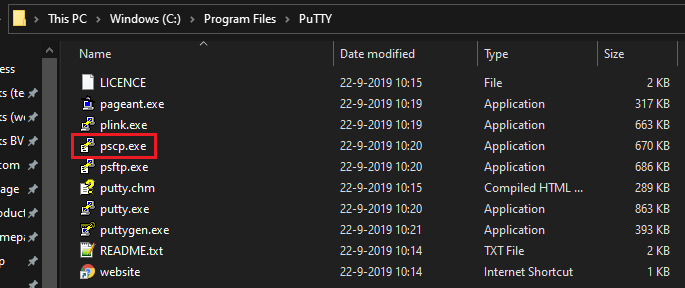 This PC > Windows (C:) > Program Files > PuTTY
Name Date modified Type Size
ess
LICENCE 22-9-2019 10:15 File 2 KB
ks (te pageant.exe 22-9-2019 10:19 Application 317 KB
ks (we plink.exe 22-9-2019 10:19 Application 663 KB
ks BV pscp.exe 22-9-2019 10:20 Application 670 KB
.com psftp.exe 22-9-2019 10:20 Application 686 KB
age putty.chm 22-9-2019 10:15 Compiled HTML ... 289 KB
roduct putty.exe 22-9-2019 10:20 Application 863 KB
omepa puttygen.exe 22-9-2019 10:21 Application 393 KB
p README.txt 22-9-2019 10:14 TXT File 2 KB
website 22-9-2019 10:14 Internet Shortcut 1 KB